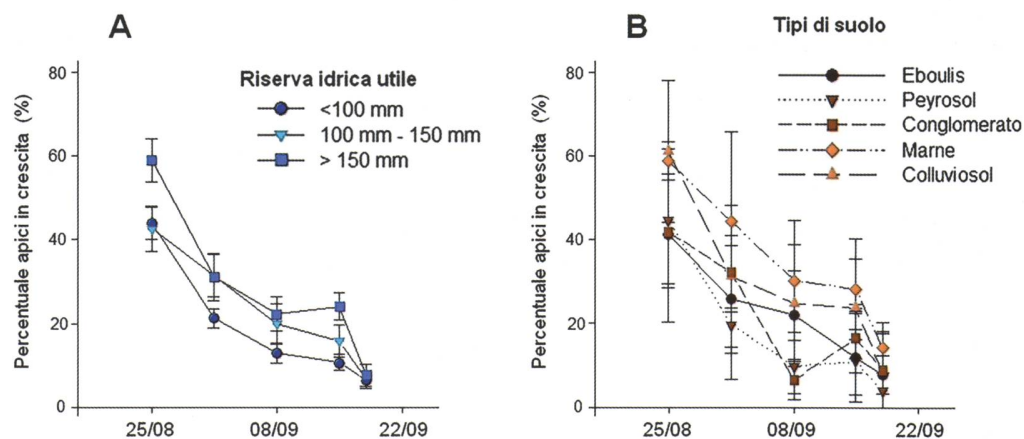 A
Riserva idrica utile
<100 mm
100 mm - 150 mm
> 150 mm
Percentuale apici in crescita (%)
80
60
40
20
0
25/08
08/09
22/09
B
Tipi di suolo
Eboulis
Peyrosol
Conglomerato
Marne
Colluviosol
Percentuale apici in crescita (%)
80
60
40
20
0
25/08
08/09
22/09